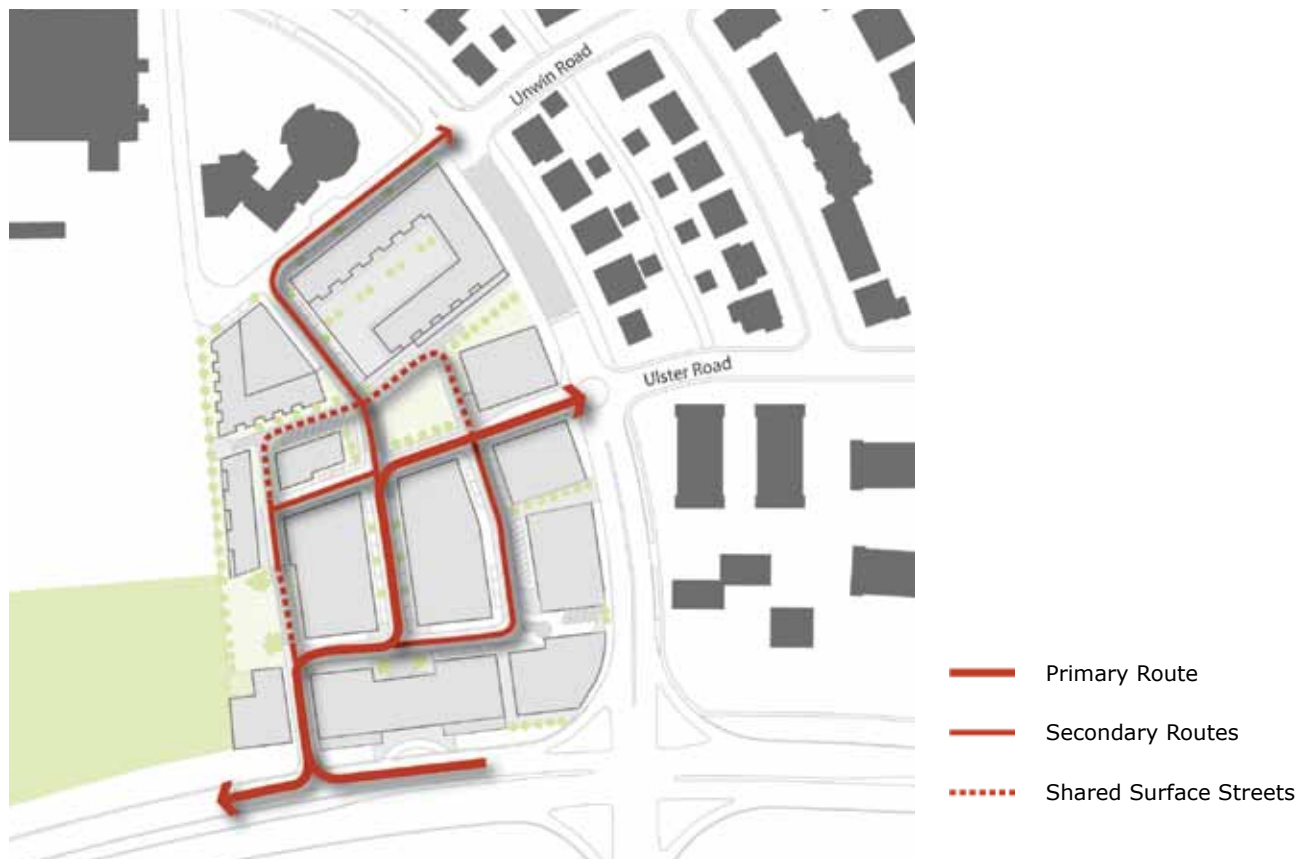 Unwin Road
Ulster Road
Primary Route
Secondary Routes
Shared Surface Streets